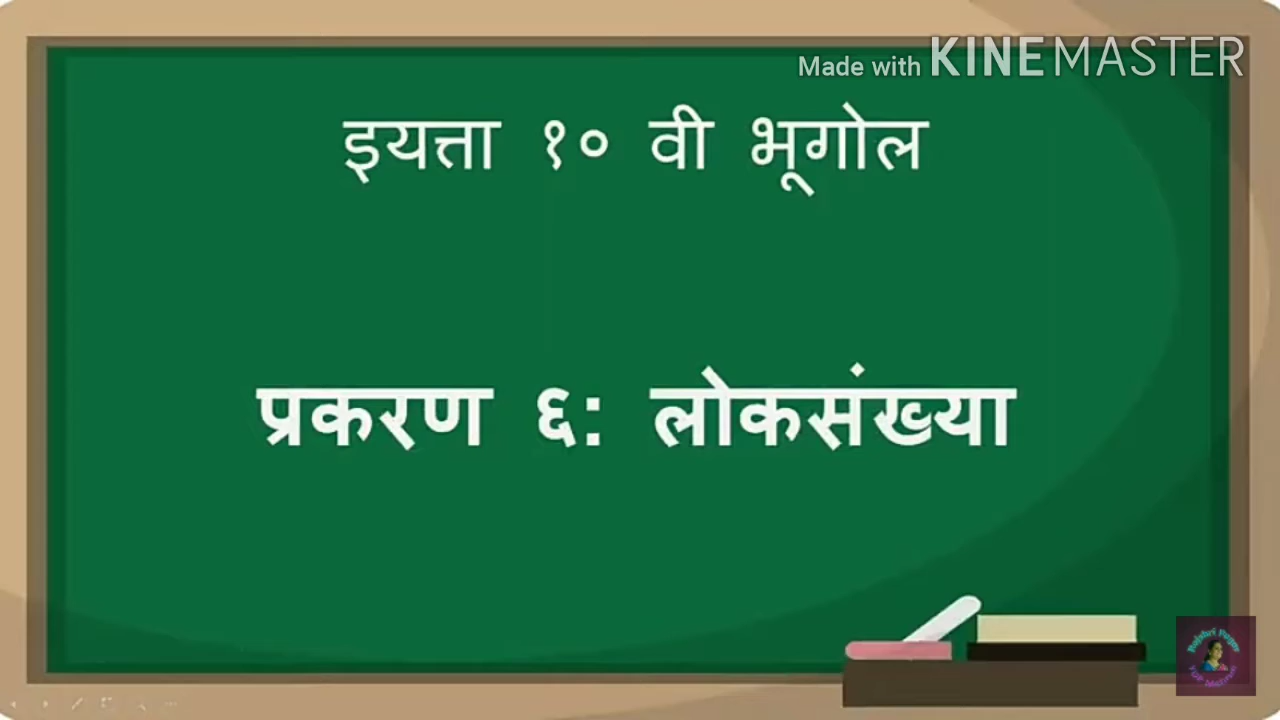 Made with KINEMASTER
इयत्ता १० वी भूगोल
प्रकरण ६: लोकसंख्या